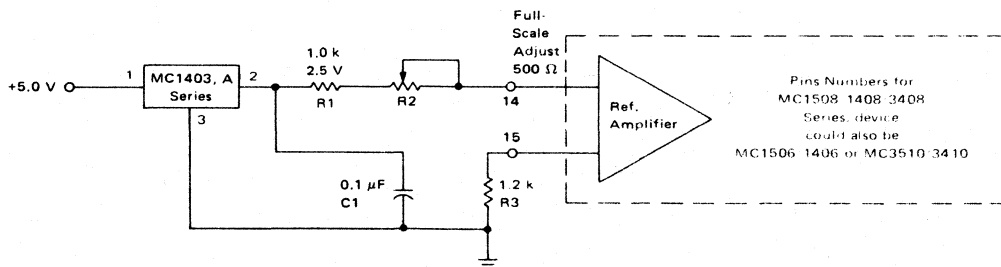 Full-
Scale
Adjust
500 Ω
+5.0 V
1
MC1403, A
Series
2
3
1.0 k
2.5 V
R1
R2
14
15
Ref.
Amplifier
Pins Numbers for
MC1508 1408 3408
Series, device
could also be
MC1506 1406 or MC3510 3410
0.1 μF
C1
1.2 k
R3